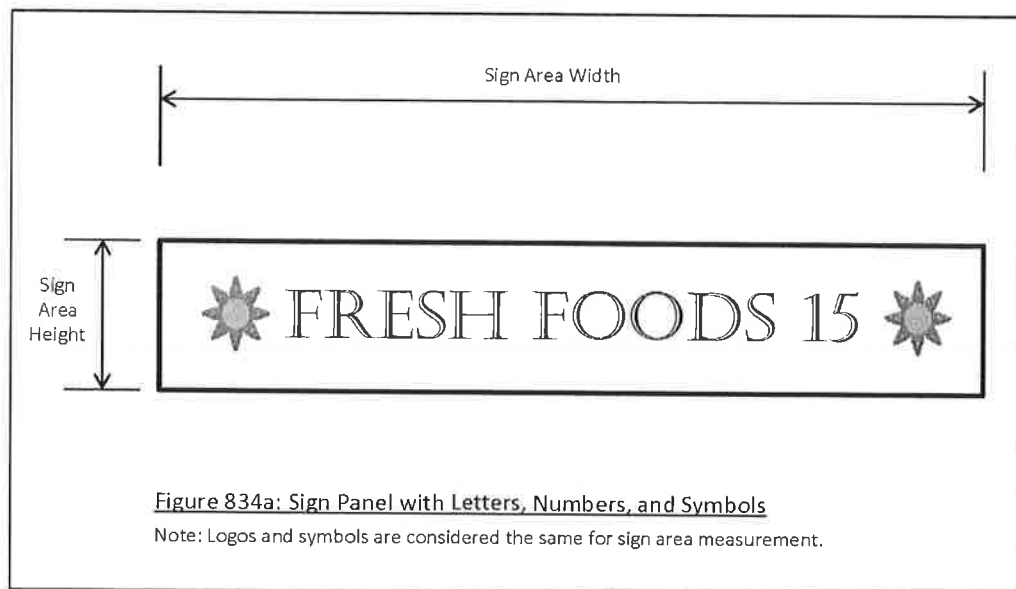 Sign Area Width
Sign
Area
Height
FRESH FOODS 15
Figure 834a: Sign Panel with Letters, Numbers, and Symbols
Note: Logos and symbols are considered the same for sign area measurement.